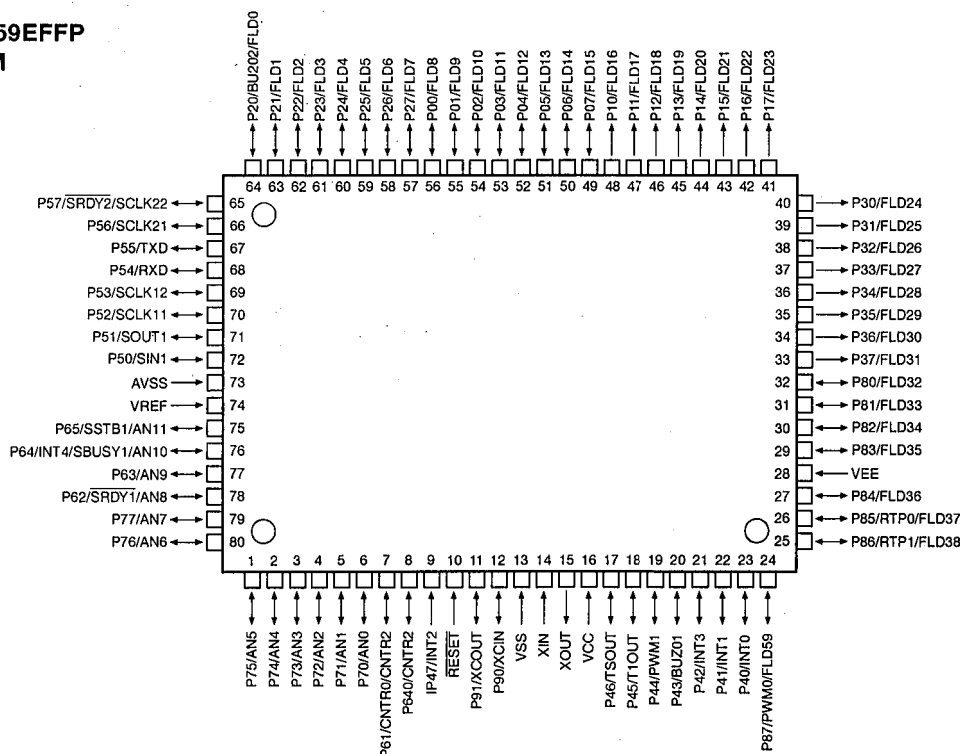 59EFFP
P20/BU202/FLD0
P21/FLD1
P22/FLD2
P23/FLD3
P24/FLD4
P25/FLD5
P26/FLD6
P27/FLD7
P00/FLD8
P01/FLD9
P02/FLD10
P03/FLD11
P04/FLD12
P05/FLD13
P06/FLD14
P07/FLD15
P10/FLD16
P11/FLD17
P12/FLD18
P13/FLD19
P14/FLD20
P15/FLD21
P16/FLD22
P17/FLD23
64 63 62 61 60 59 58 57 56 55 54 53 52 51 50 49 48 47 46 45 44 43 42 41
P57/SRDY2/SCLK22 65
P56/SCLK21 66
P55/TXD 67
P54/RXD 68
P53/SCLK12 69
P52/SCLK11 70
P51/SOUT1 71
P50/SIN1 72
AVSS 73
VREF 74
P65/SSTB1/AN11 75
P64/INT4/SBUSY1/AN10 76
P63/AN9 77
P62/SRDY1/AN8 78
P77/AN7 79
P76/AN6 80
40 P30/FLD24
39 P31/FLD25
38 P32/FLD26
37 P33/FLD27
36 P34/FLD28
35 P35/FLD29
34 P36/FLD30
33 P37/FLD31
32 P80/FLD32
31 P81/FLD33
30 P82/FLD34
29 P83/FLD35
28 VEE
27 P84/FLD36
26 P85/RTP0/FLD37
25 P86/RTP1/FLD38
1 2 3 4 5 6 7 8 9 10 11 12 13 14 15 16 17 18 19 20 21 22 23 24
P75/AN5
P74/AN4
P73/AN3
P72/AN2
P71/AN1
P70/AN0
P61/CNTR0/CNTR2
P640/CNTR2
IP47/INT2
RESET
P91/XCOUT
P90/XCIN
VSS
XIN
XOUT
VCC
P46/TSOUT
P45/T1OUT
P44/PWM1
P43/BUZ01
P42/INT3
P41/INT1
P40/INT0
P87/PWM0/FLD59